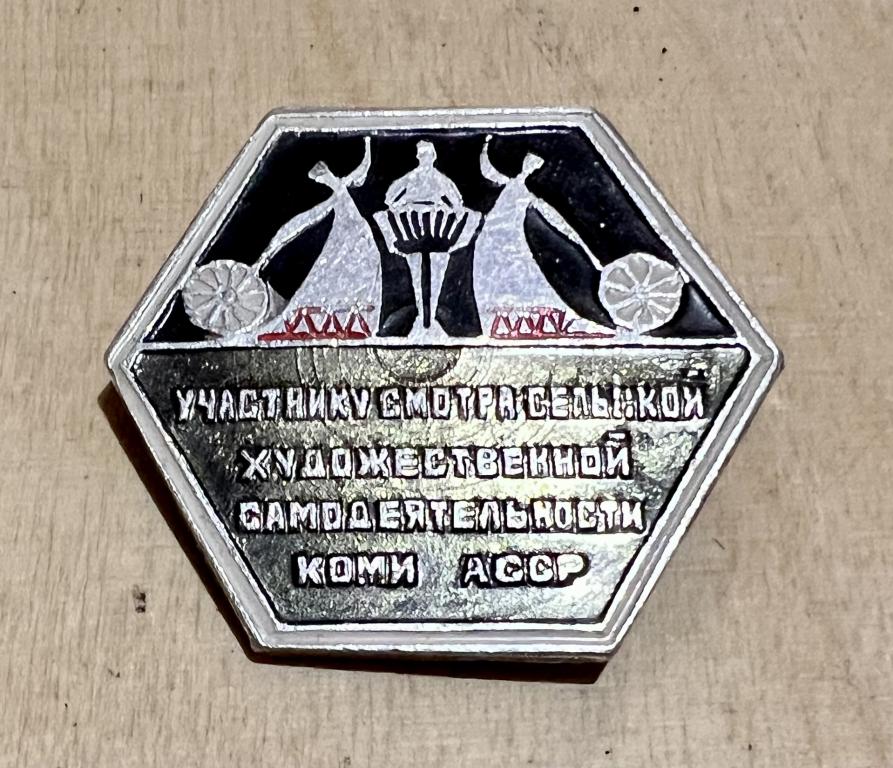 УЧАСТНИКУ СМОТРА СЕЛЬСКОЙ
ХУДОЖЕСТВЕННОЙ
САМОДЕЯТЕЛЬНОСТИ
КОМИ АССР